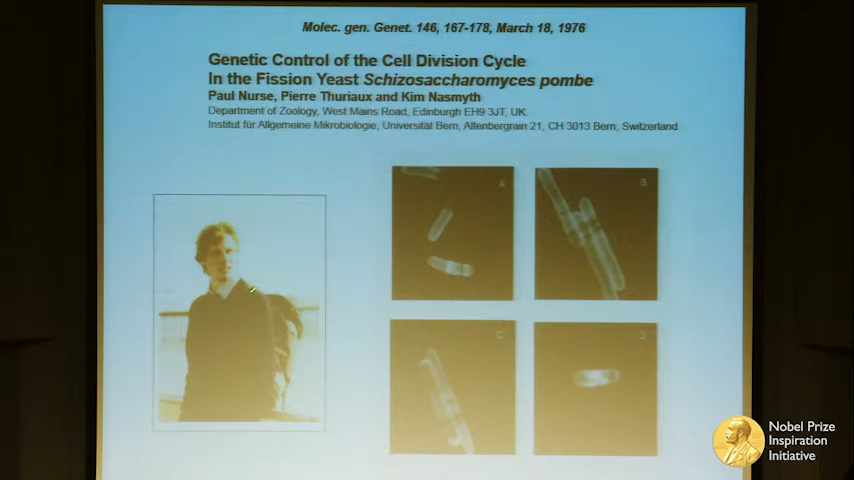 Molec. gen. Genet. 146, 167-178, March 18, 1976
Genetic Control of the Cell Division Cycle
In the Fission Yeast Schizosaccharomyces pombe
Paul Nurse, Pierre Thuriaux and Kim Nasmyth
Department of Zoology, West Mains Road, Edinburgh EH9 3JT, UK.
Institut für Allgemeine Mikrobiologie, Universität Bern, Altenbergrain 21, CH 3013 Bern, Switzerland
A
B
Nobel Prize
Inspiration
Initiative